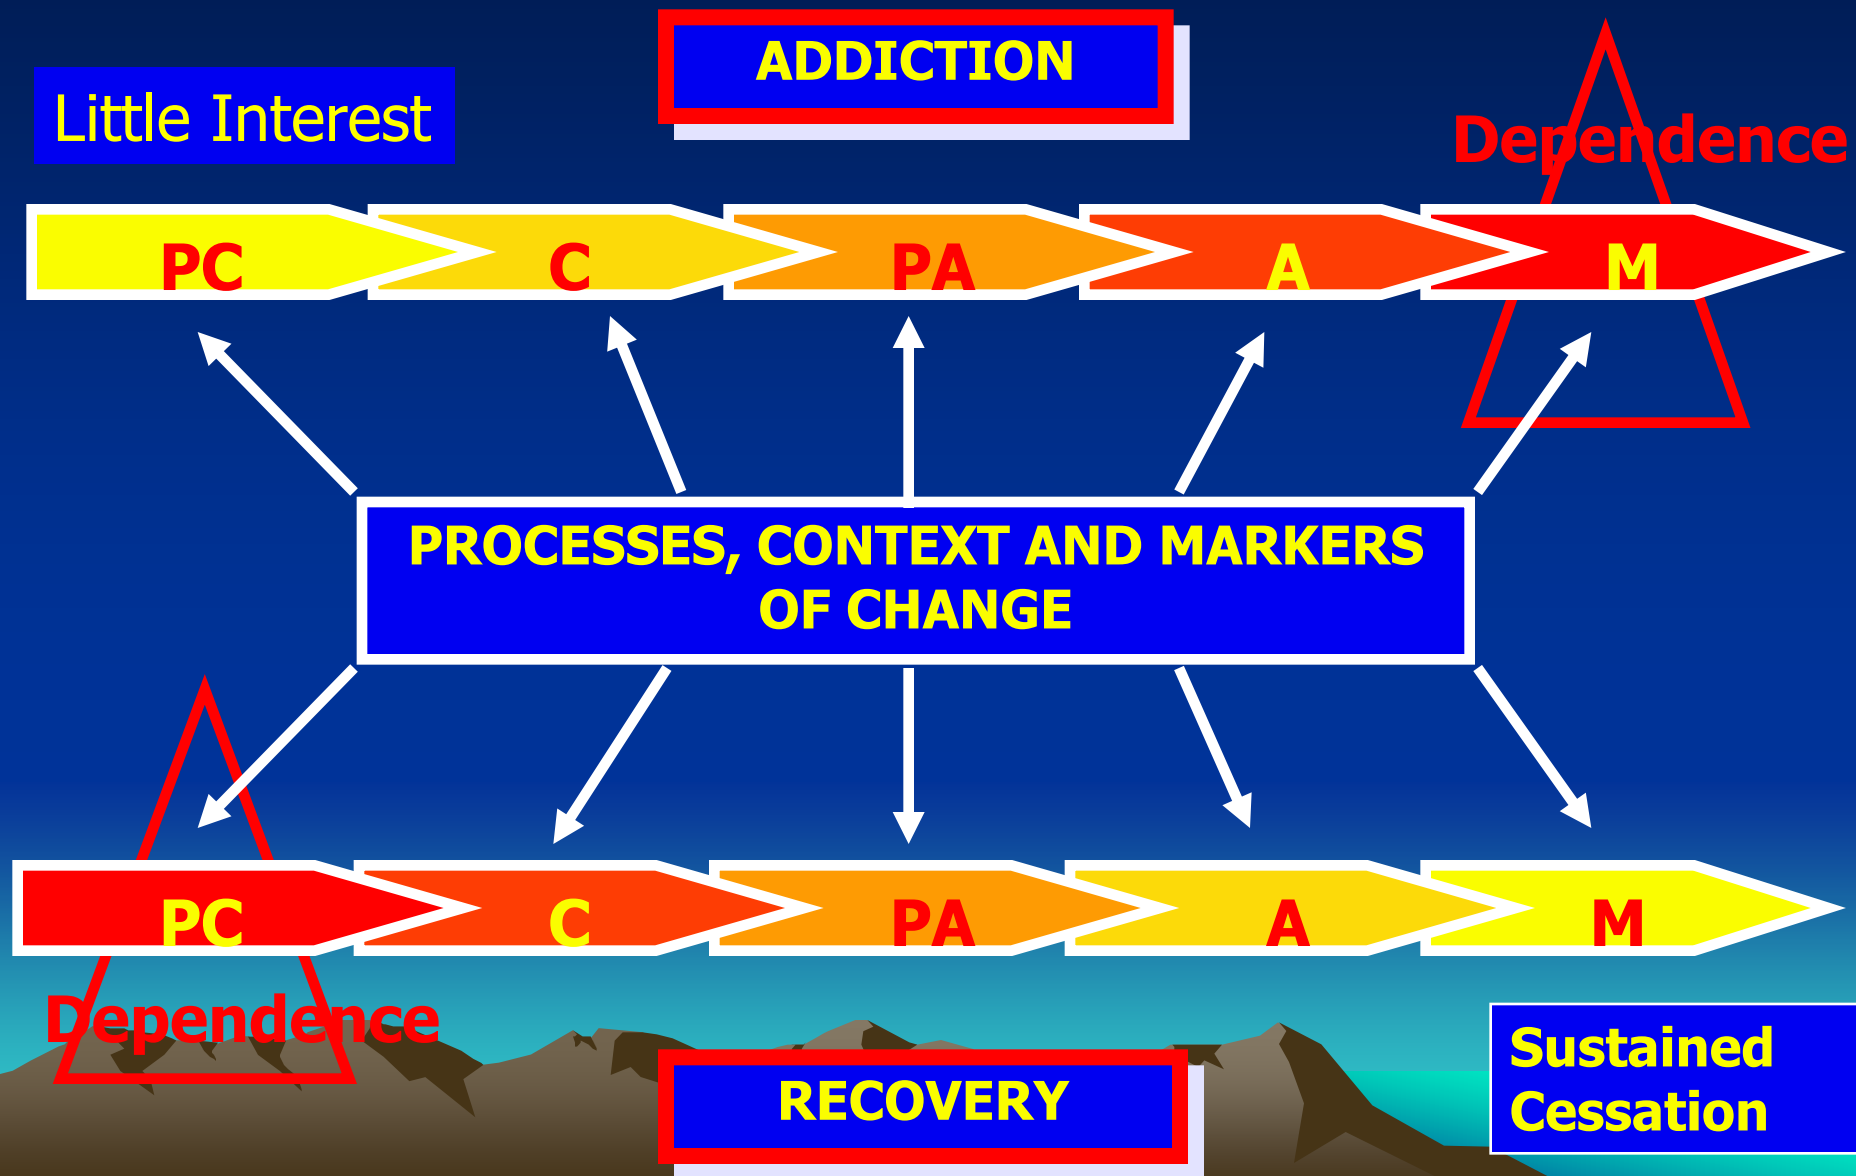 ADDICTION
Little Interest
Dependence
PC
C
PA
A
M
PROCESSES, CONTEXT AND MARKERS
OF CHANGE
PC
C
PA
A
M
Dependence
RECOVERY
Sustained
Cessation